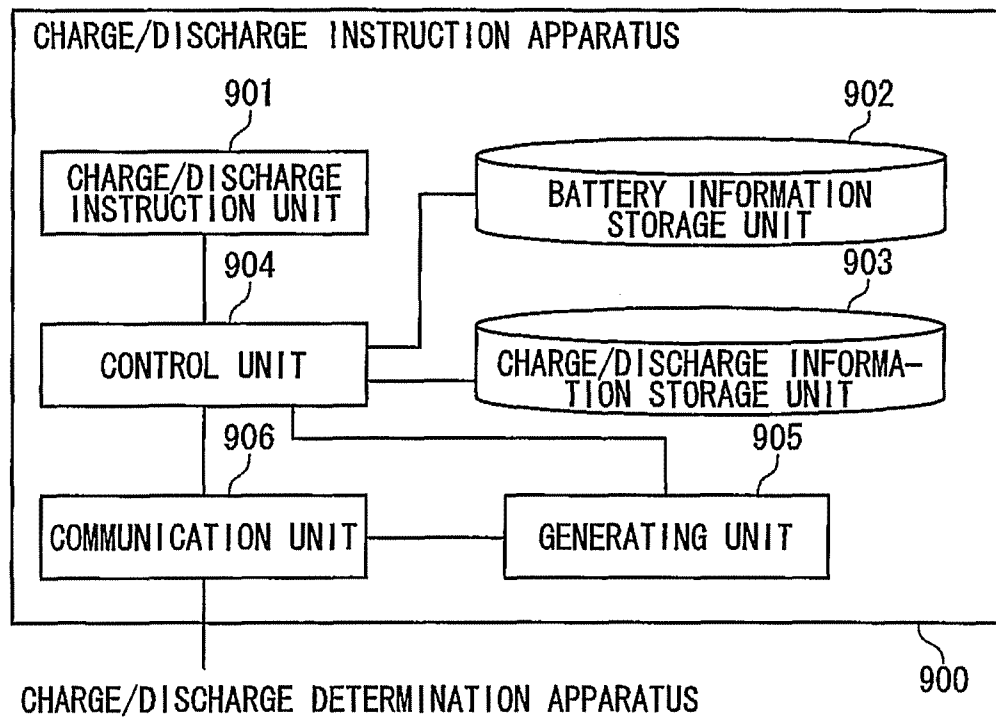 CHARGE/DISCHARGE INSTRUCTION APPARATUS
901
902
CHARGE/DISCHARGE
INSTRUCTION UNIT
BATTERY INFORMATION
STORAGE UNIT
904
903
CONTROL UNIT
CHARGE/DISCHARGE INFORMA-
TION STORAGE UNIT
906
905
COMMUNICATION UNIT
GENERATING UNIT
900
CHARGE/DISCHARGE DETERMINATION APPARATUS